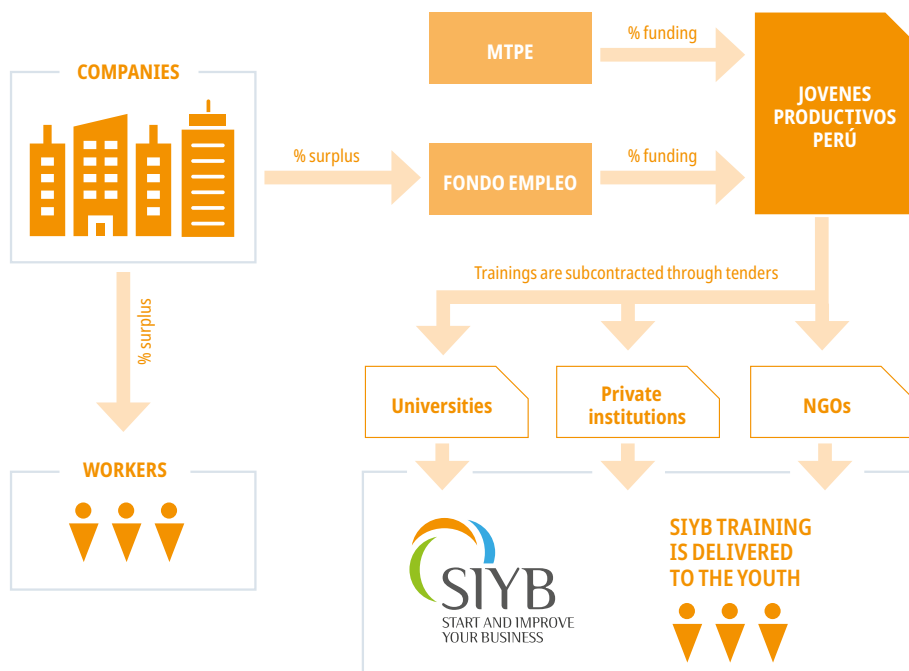 COMPANIES
% surplus
% surplus
WORKERS
MTPE
% funding
FONDO EMPLEO
% funding
JOVENES
PRODUCTIVOS
PERÚ
Trainings are subcontracted through tenders
Universities
Private
institutions
NGOs
SIYB
START AND IMPROVE
YOUR BUSINESS
SIYB TRAINING
IS DELIVERED
TO THE YOUTH